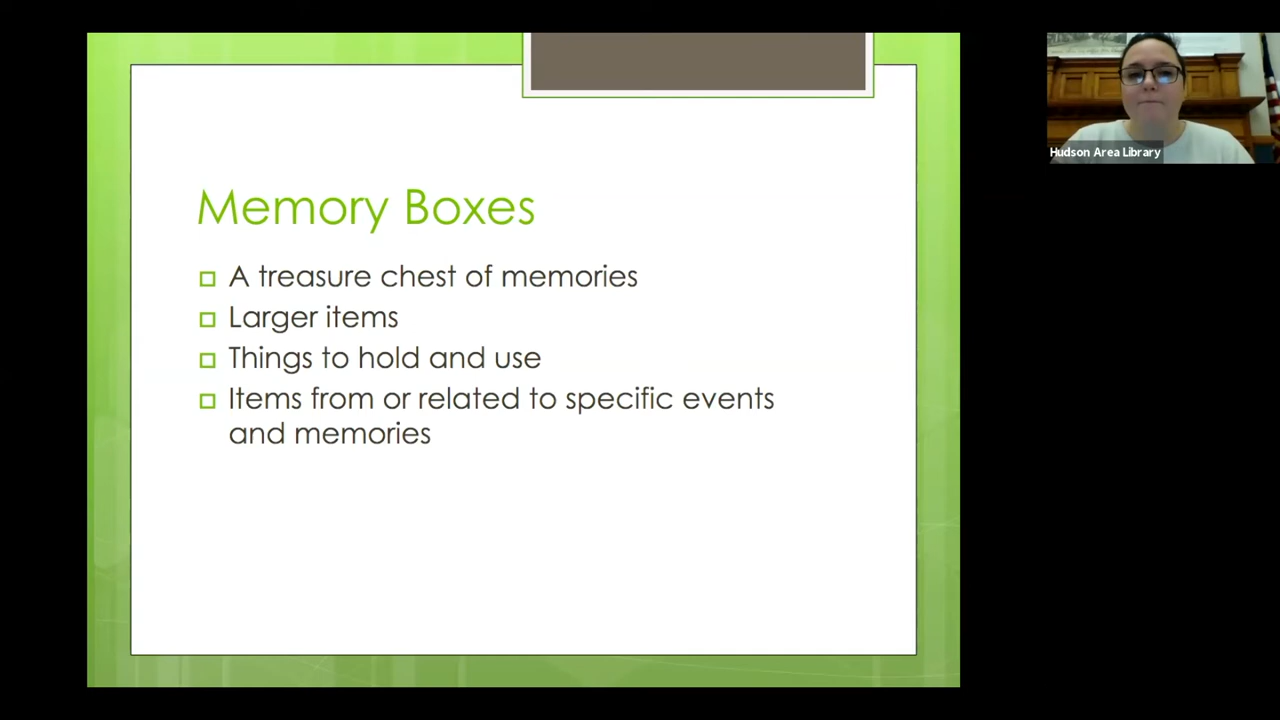 Memory Boxes
A treasure chest of memories
Larger items
Things to hold and use
Items from or related to specific events
and memories
Hudson Area Library